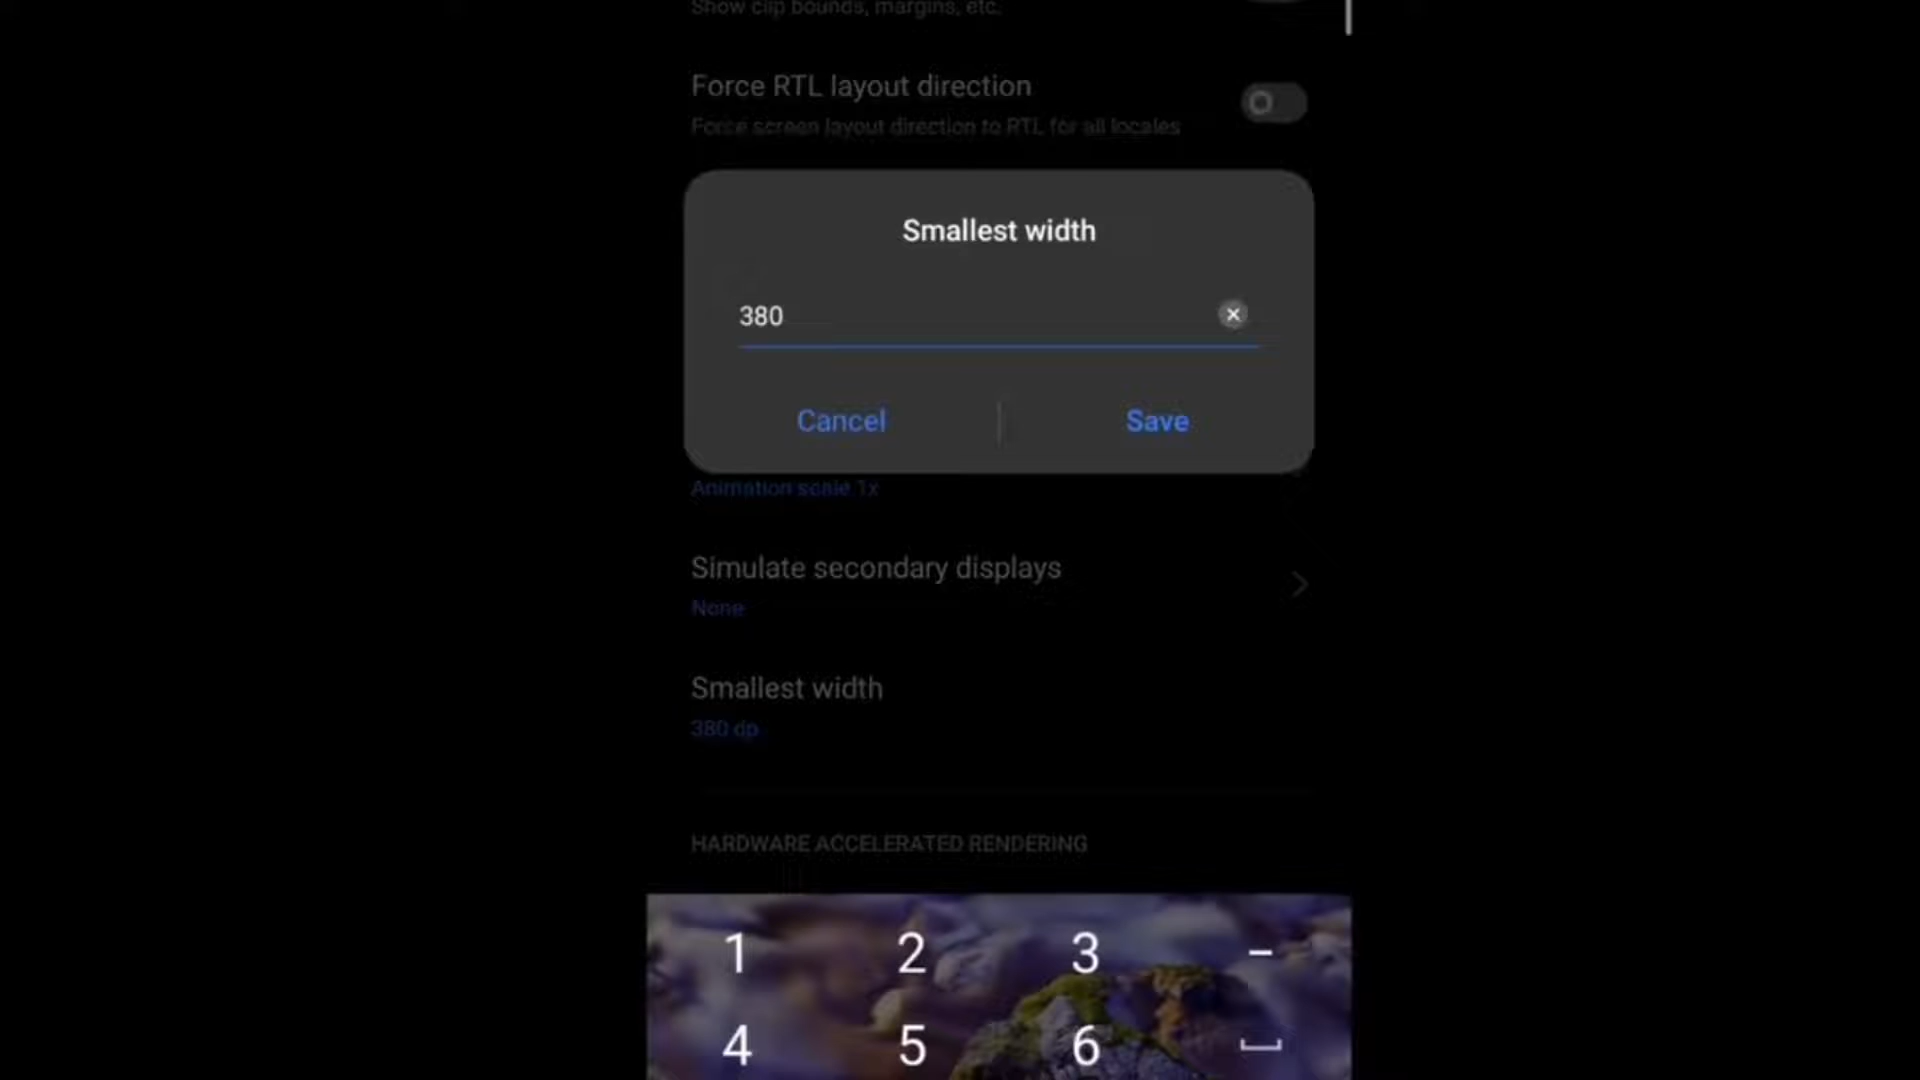 Show clip bounds, margins, etc.
Force RTL layout direction
Force screen layout direction to RTL for all locales
Smallest width
380
Cancel
Save
Animation scale 1x
Simulate secondary displays
None
Smallest width
380 dp
HARDWARE ACCELERATED RENDERING
1 2 3 -
4 5 6